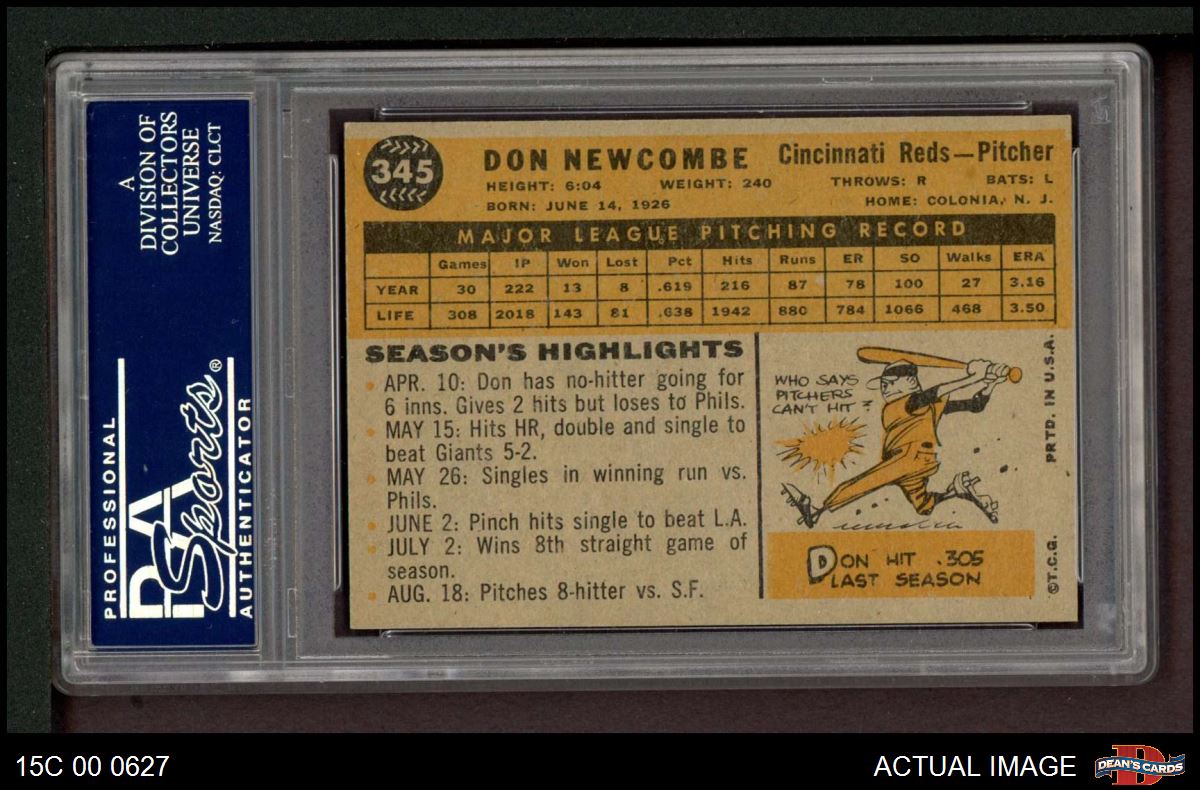 A
DIVISION OF
COLLECTORS
UNIVERSE
NASDAQ: CLCT
PROFESSIONAL
PSA
Sports®
AUTHENTICATOR
345
DON NEWCOMBE Cincinnati Reds—Pitcher
HEIGHT: 6:04 WEIGHT: 240 THROWS: R BATS: L
BORN: JUNE 14, 1926 HOME: COLONIA, N. J.
MAJOR LEAGUE PITCHING RECORD
Games IP Won Lost Pct Hits Runs ER SO Walks ERA
YEAR 30 222 13 8 .619 216 87 78 100 27 3.16
LIFE 308 2018 143 81 .638 1942 880 784 1066 468 3.50
SEASON'S HIGHLIGHTS
APR. 10: Don has no-hitter going for
6 inns. Gives 2 hits but loses to Phils.
MAY 15: Hits HR, double and single to
beat Giants 5-2.
MAY 26: Singles in winning run vs.
Phils.
JUNE 2: Pinch hits single to beat L.A.
JULY 2: Wins 8th straight game of
season.
AUG. 18: Pitches 8-hitter vs. S.F.
WHO SAYS
PITCHERS
CAN'T HIT?
DON HIT .305
LAST SEASON
©T.C.G. PRTD. IN U.S.A.
15C 00 0627
ACTUAL IMAGE
D
DEAN'S CARDS